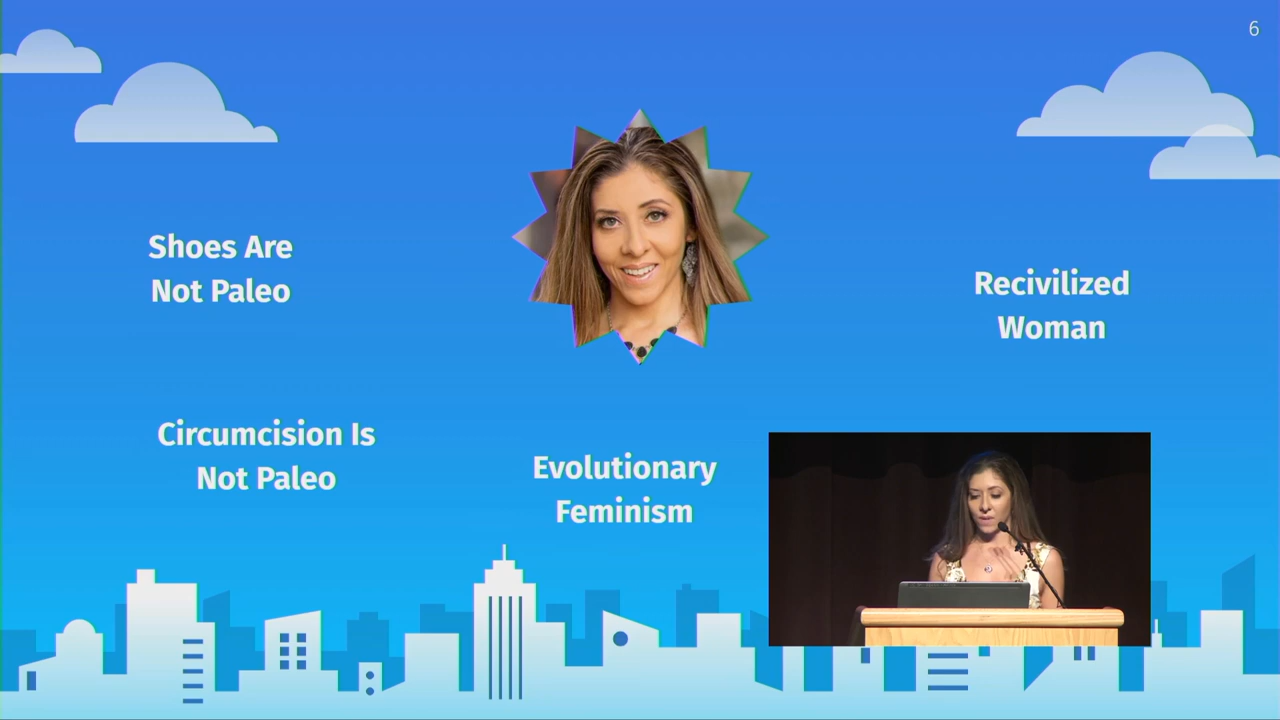 6
Shoes Are
Not Paleo
Recivilized
Woman
Circumcision Is
Not Paleo
Evolutionary
Feminism